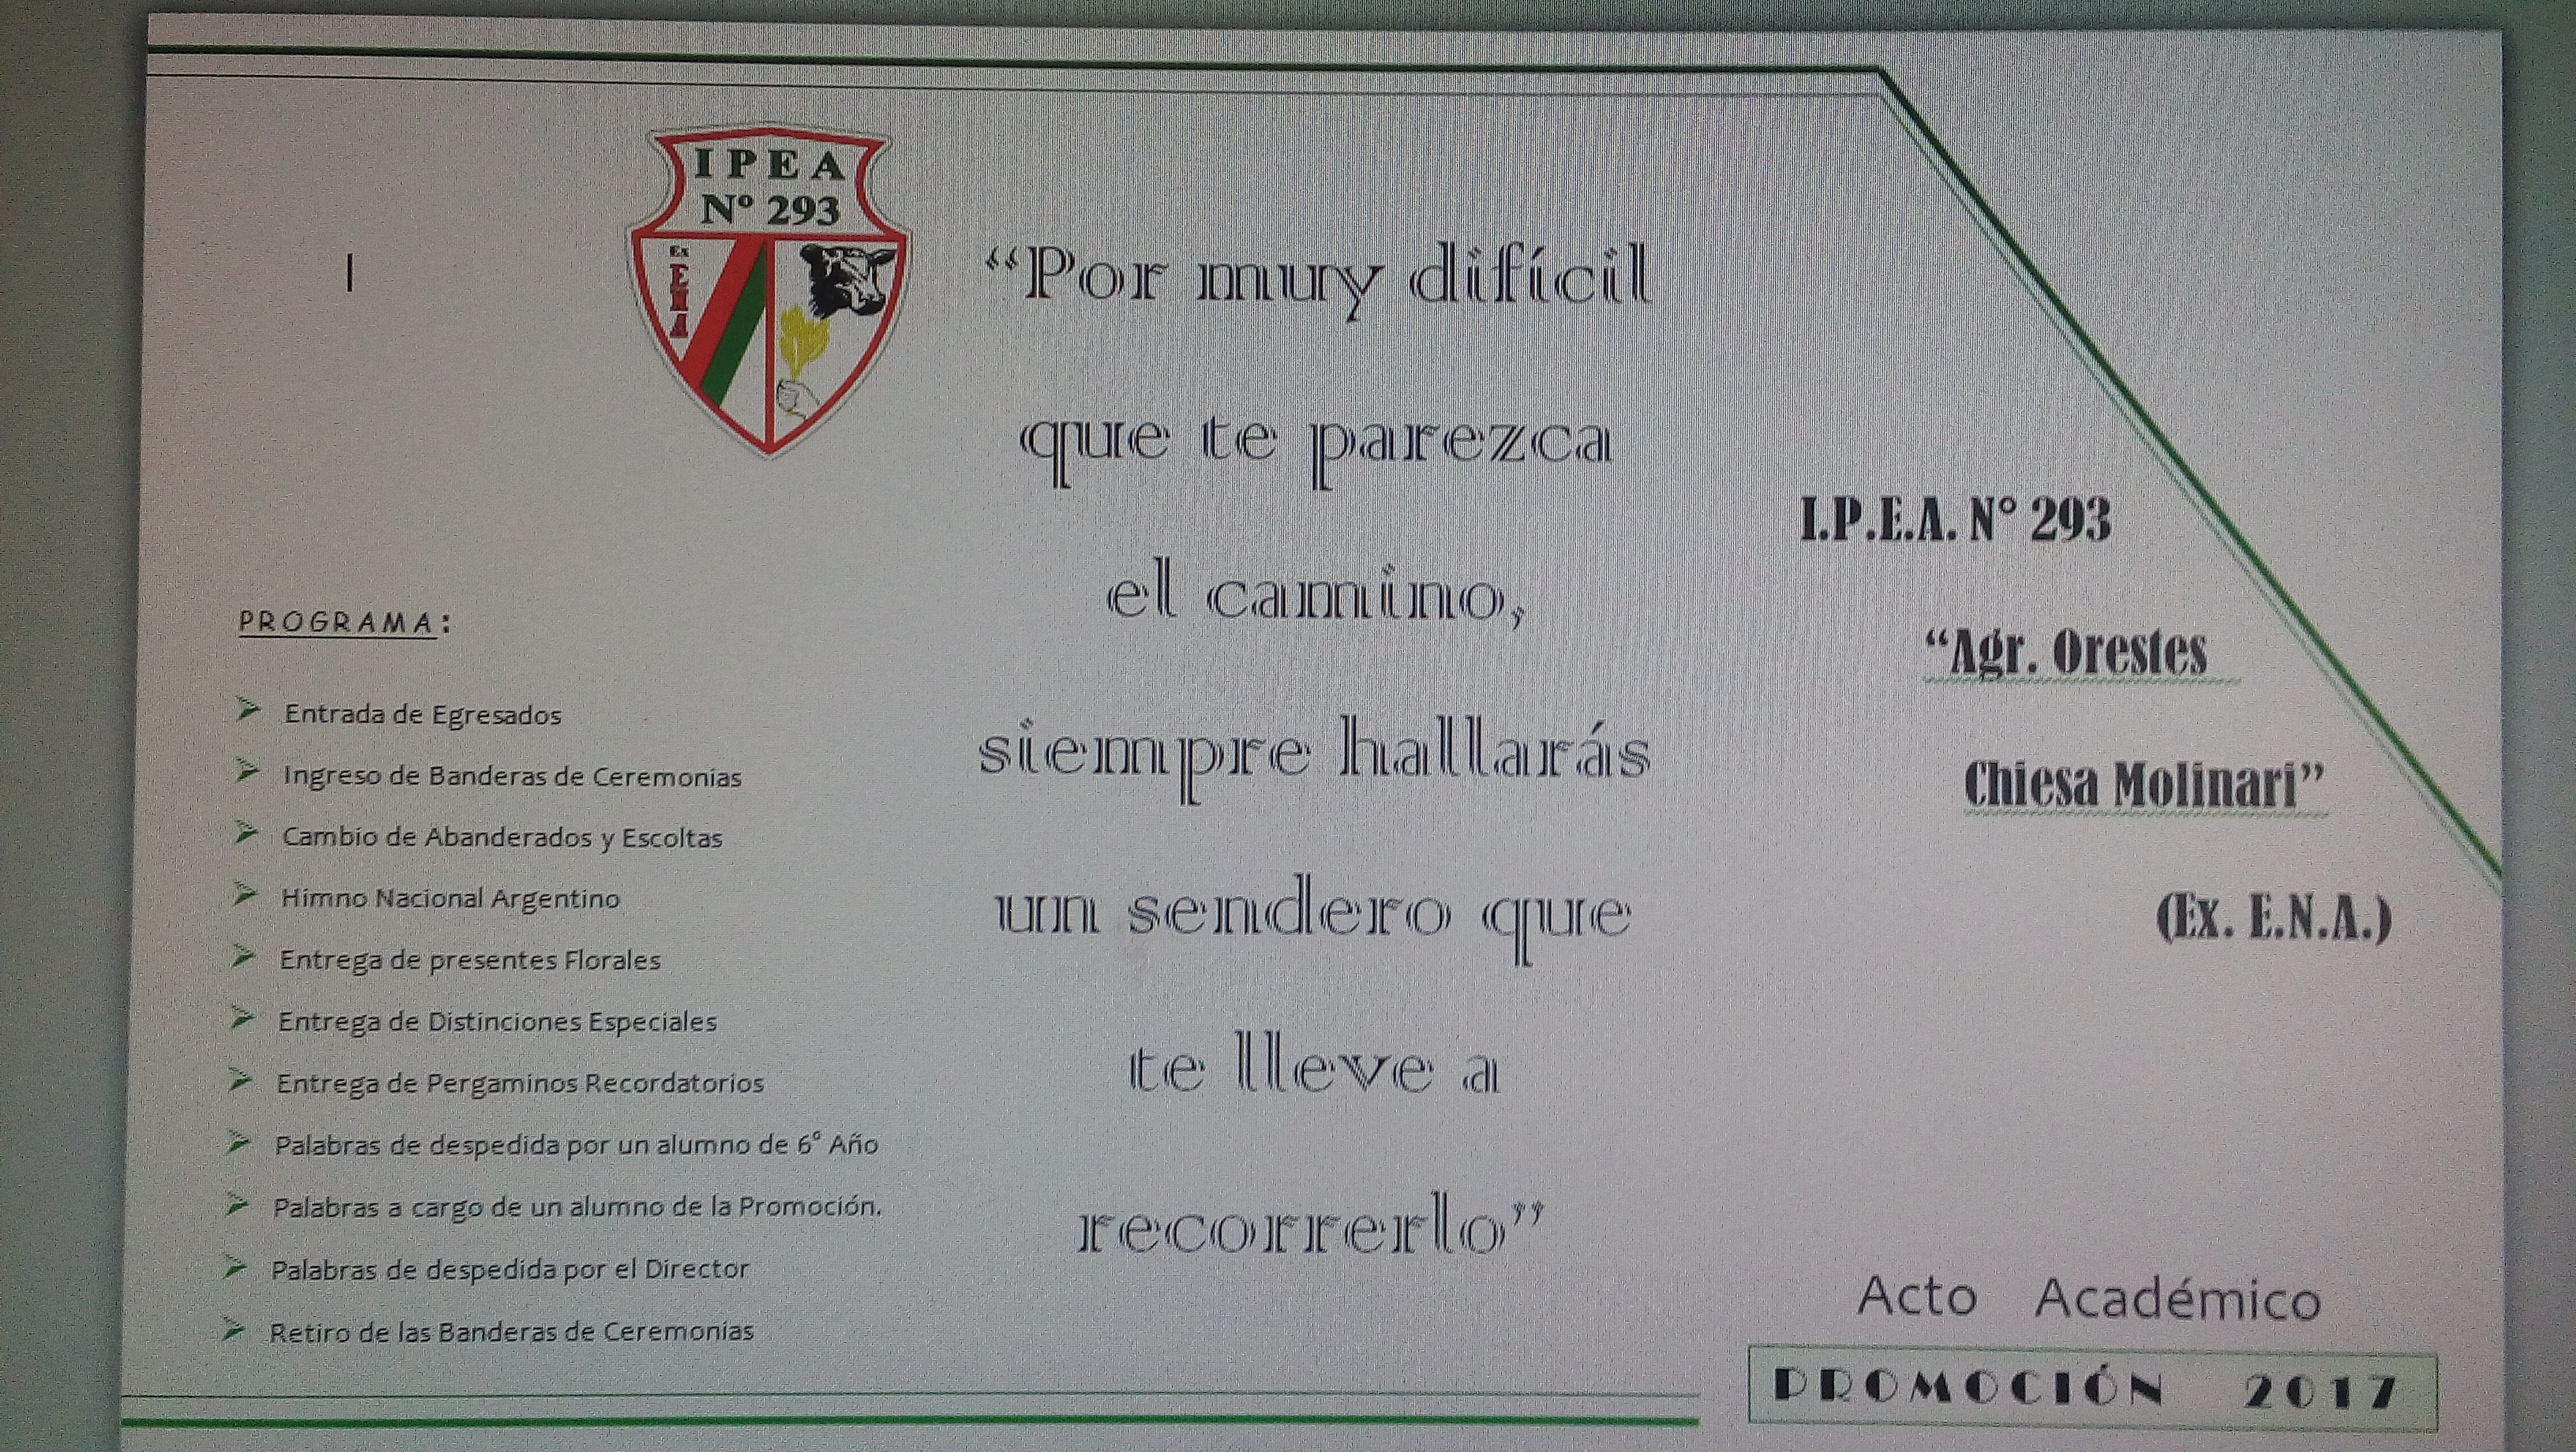 IPEA
Nº 293
Ex
ENA
PROGRAMA:
Entrada de Egresados
Ingreso de Banderas de Ceremonias
Cambio de Abanderados y Escoltas
Himno Nacional Argentino
Entrega de presentes Florales
Entrega de Distinciones Especiales
Entrega de Pergaminos Recordatorios
Palabras de despedida por un alumno de 6º Año
Palabras a cargo de un alumno de la Promoción.
Palabras de despedida por el Director
Retiro de las Banderas de Ceremonias
“Por muy difícil
que te parezca
el camino,
siempre hallarás
un sendero que
te lleve a
recorrerlo”
I.P.E.A. N° 293
“Agr. Orestes
Chiesa Molinari”
(Ex. E.N.A.)
Acto Académico
PROMOCIÓN 2017